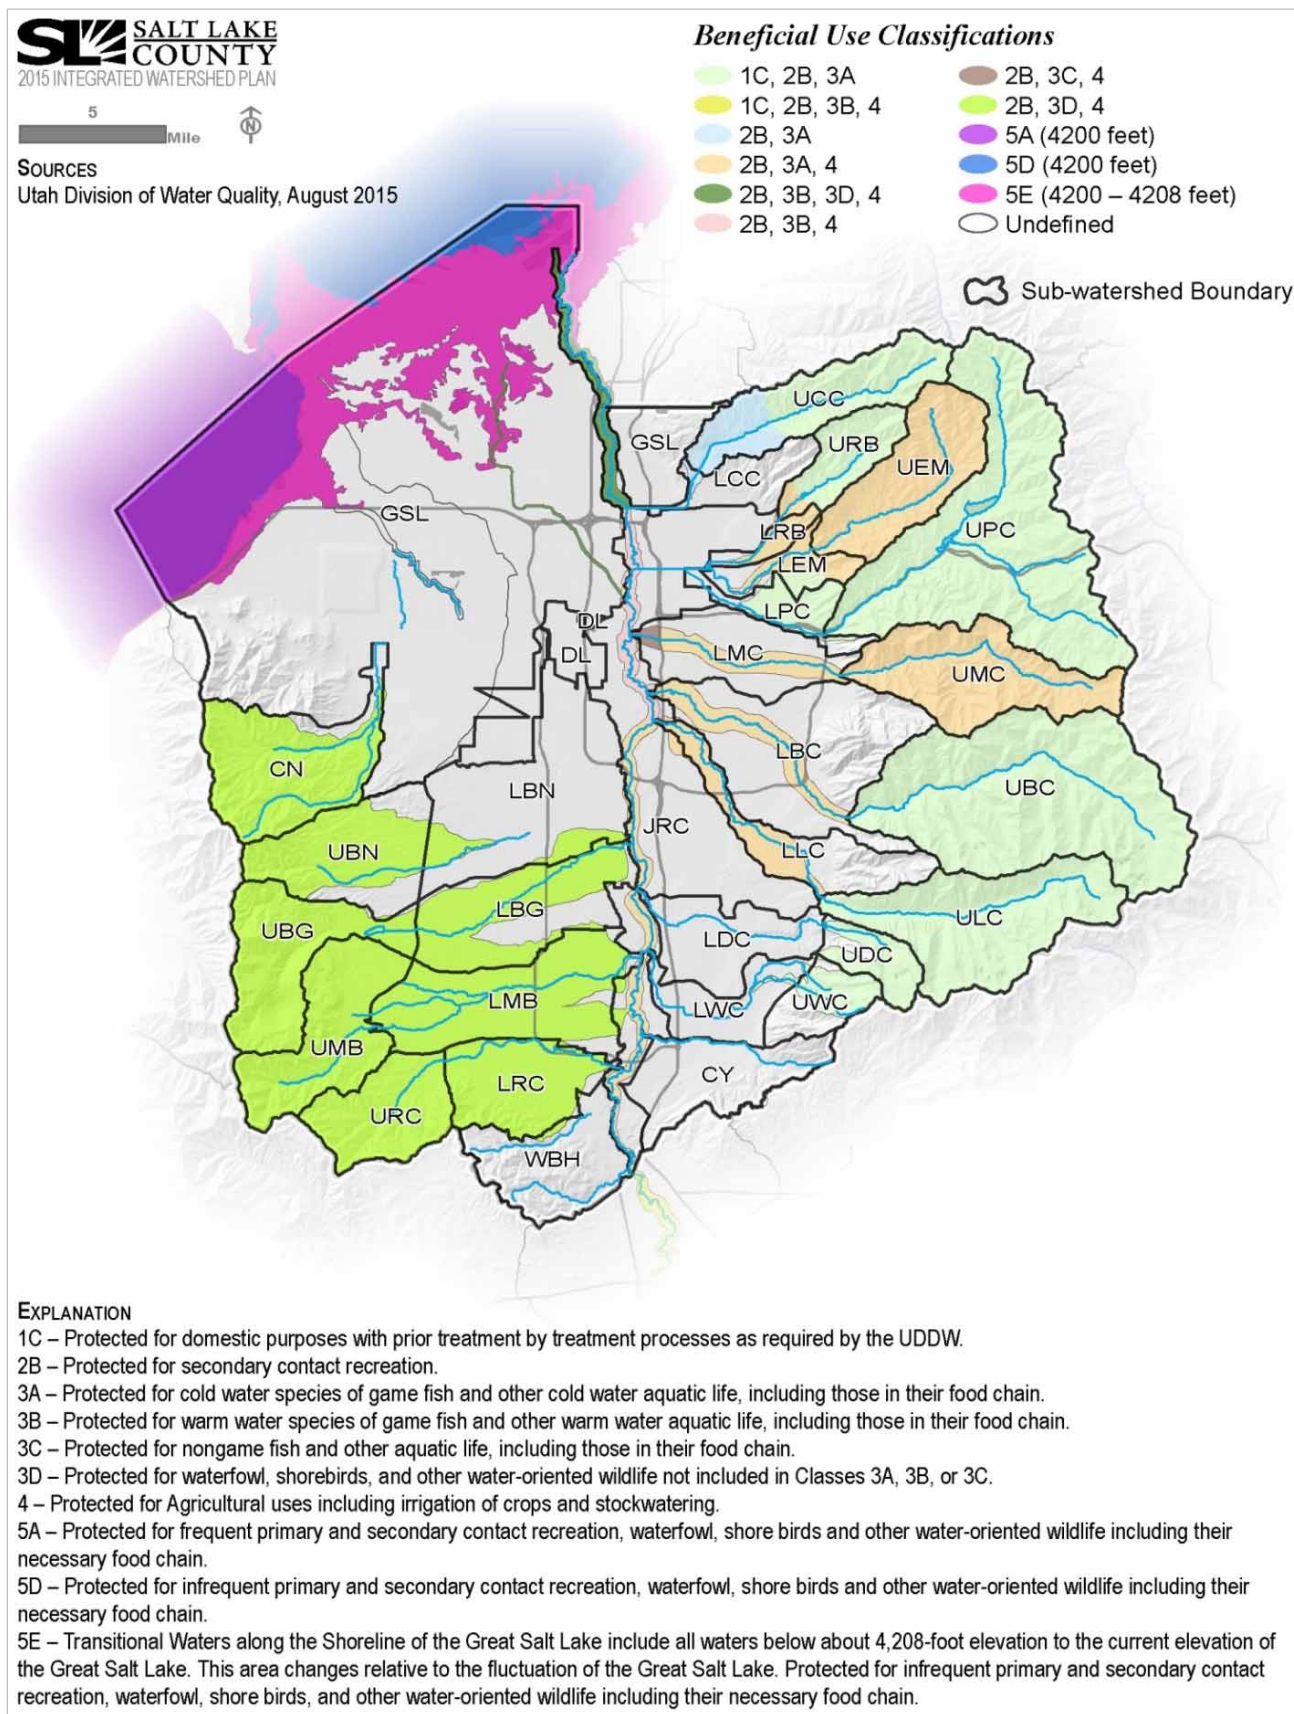 SL SALT LAKE
COUNTY
2015 INTEGRATED WATERSHED PLAN
5
Mile
N
SOURCES
Utah Division of Water Quality, August 2015
Beneficial Use Classifications
1C, 2B, 3A
1C, 2B, 3B, 4
2B, 3A
2B, 3A, 4
2B, 3B, 3D, 4
2B, 3B, 4
2B, 3C, 4
2B, 3D, 4
5A (4200 feet)
5D (4200 feet)
5E (4200 – 4208 feet)
Undefined
Sub-watershed Boundary
UCC
GSL
URB
UEM
LCC
GSL
LRB
UPC
LEM
LPC
DL
DL
LMC
UMC
LBC
CN
UBC
LBN
JRC
UBN
LLC
LBG
ULC
UBG
LDC
UDC
LMB
LWC
UWC
UMB
CY
LRC
URC
WBH
EXPLANATION
1C – Protected for domestic purposes with prior treatment by treatment processes as required by the UDDW.
2B – Protected for secondary contact recreation.
3A – Protected for cold water species of game fish and other cold water aquatic life, including those in their food chain.
3B – Protected for warm water species of game fish and other warm water aquatic life, including those in their food chain.
3C – Protected for nongame fish and other aquatic life, including those in their food chain.
3D – Protected for waterfowl, shorebirds, and other water-oriented wildlife not included in Classes 3A, 3B, or 3C.
4 – Protected for Agricultural uses including irrigation of crops and stockwatering.
5A – Protected for frequent primary and secondary contact recreation, waterfowl, shore birds and other water-oriented wildlife including their
necessary food chain.
5D – Protected for infrequent primary and secondary contact recreation, waterfowl, shore birds and other water-oriented wildlife including their
necessary food chain.
5E – Transitional Waters along the Shoreline of the Great Salt Lake include all waters below about 4,208-foot elevation to the current elevation of
the Great Salt Lake. This area changes relative to the fluctuation of the Great Salt Lake. Protected for infrequent primary and secondary contact
recreation, waterfowl, shore birds, and other water-oriented wildlife including their necessary food chain.